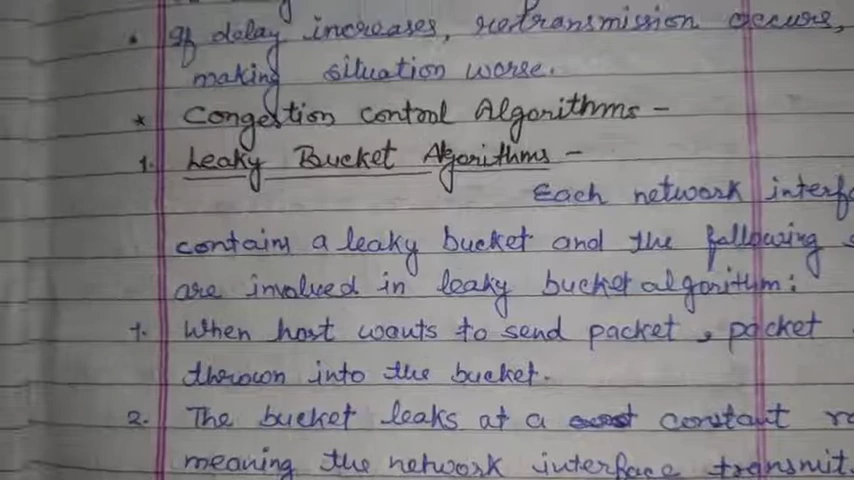 • If delay increases, retransmission occurs,
making situation worse.
* Congestion control Algorithms -
1. Leaky Bucket Algorithms -
Each network interf
contains a leaky bucket and the following s
are involved in leaky bucket algorithm:
1. When host wants to send packet, packet
thrown into the bucket.
2. The bucket leaks at a constant ra
meaning the network interface transmit